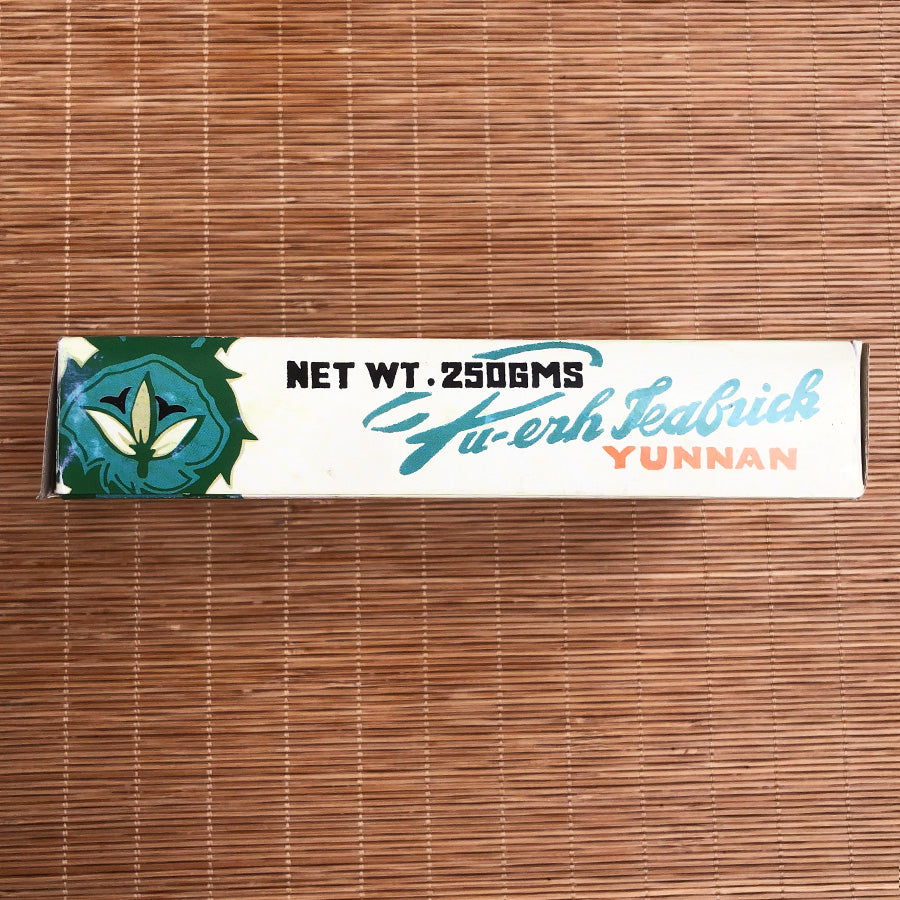 NET WT. 250GMS
Pu-erh Teabrick
YUNNAN